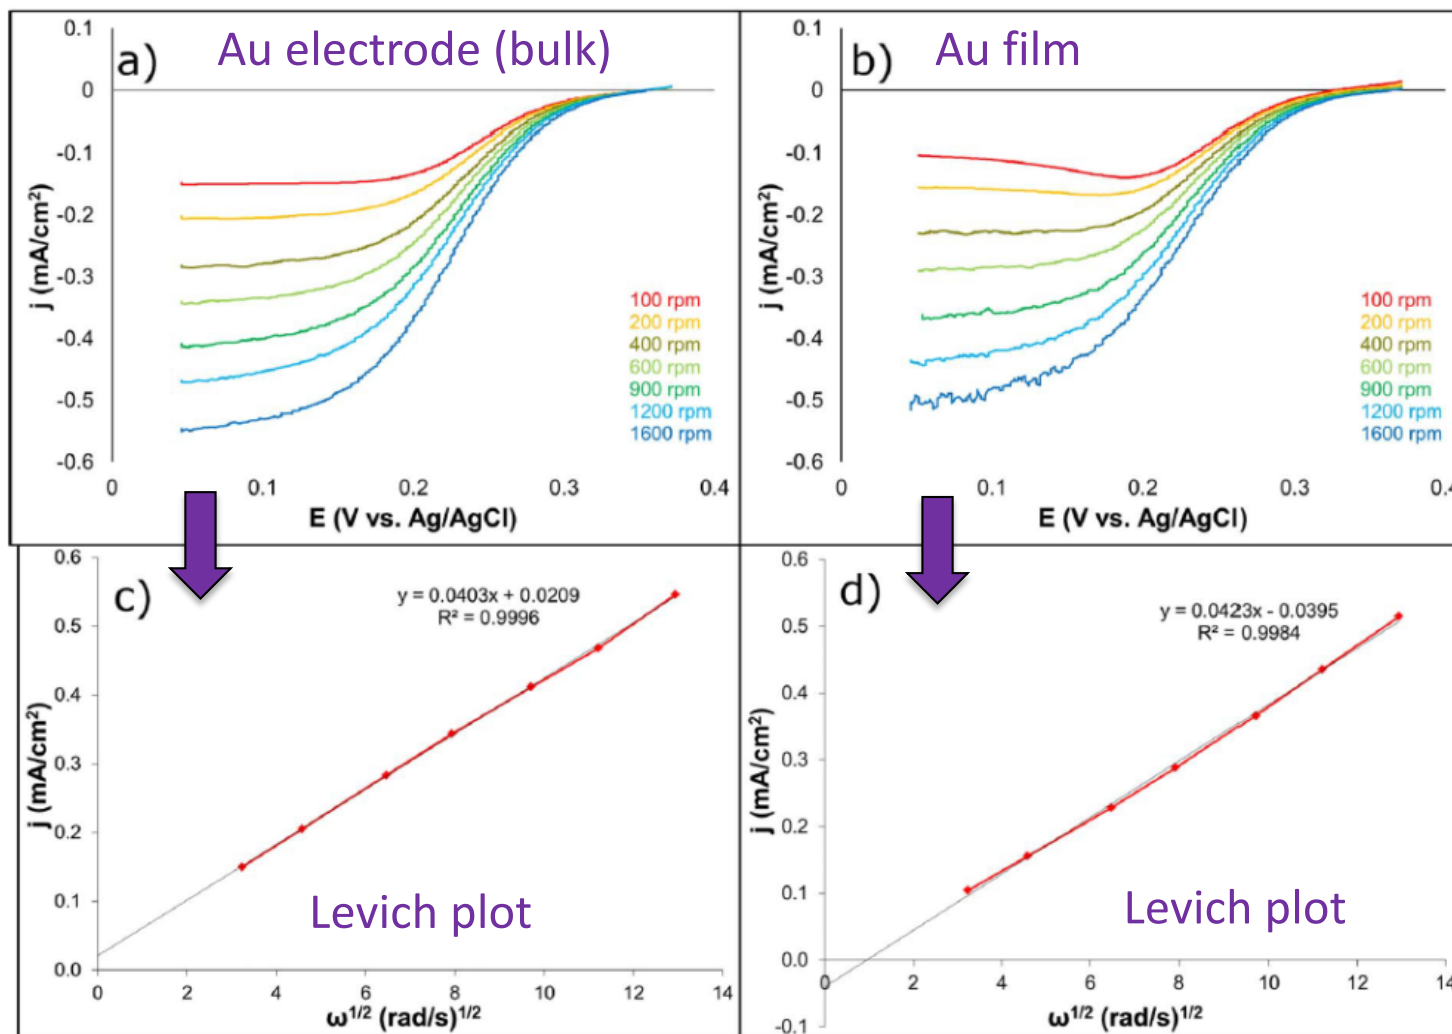 a) Au electrode (bulk)
0.1
0
-0.1
-0.2
-0.3
-0.4
-0.5
-0.6
j (mA/cm²)
100 rpm
200 rpm
400 rpm
600 rpm
900 rpm
1200 rpm
1600 rpm
0 0.1 0.2 0.3 0.4
E (V vs. Ag/AgCl)
b) Au film
0.1
0
-0.1
-0.2
-0.3
-0.4
-0.5
-0.6
j (mA/cm²)
100 rpm
200 rpm
400 rpm
600 rpm
900 rpm
1200 rpm
1600 rpm
0 0.1 0.2 0.3 0.4
E (V vs. Ag/AgCl)
c)
y = 0.0403x + 0.0209
R² = 0.9996
0.6
0.5
0.4
0.3
0.2
0.1
0.0
j (mA/cm²)
Levich plot
0 2 4 6 8 10 12 14
ω¹ᐟ² (rad/s)¹ᐟ²
d)
y = 0.0423x - 0.0395
R² = 0.9984
0.6
0.5
0.4
0.3
0.2
0.1
0.0
-0.1
j (mA/cm²)
Levich plot
0 2 4 6 8 10 12 14
ω¹ᐟ² (rad/s)¹ᐟ²